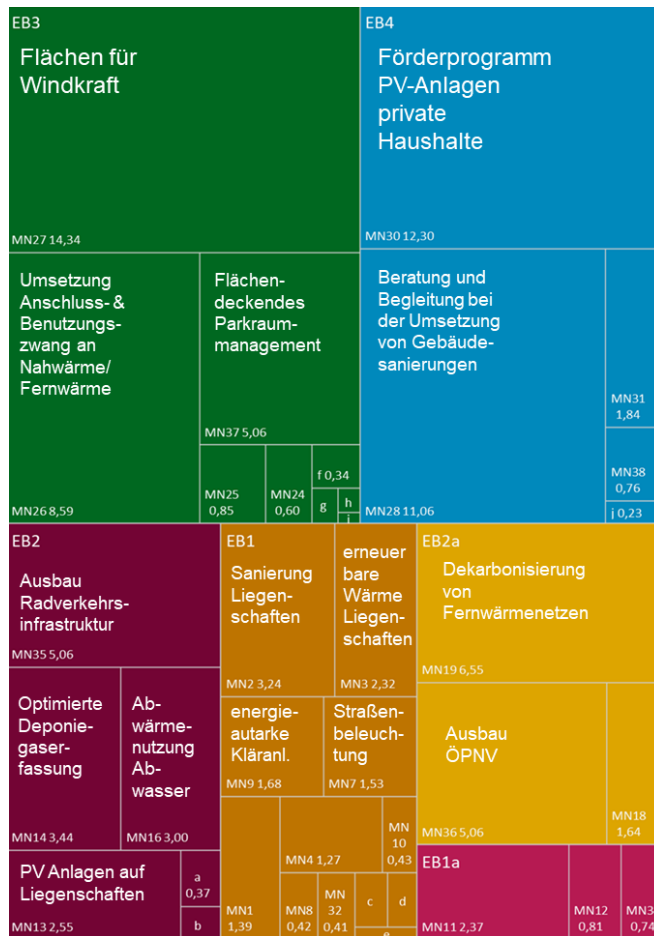 EB3
Flächen für
Windkraft
MN27 14,34
Umsetzung
Anschluss- &
Benutzungs-
zwang an
Nahwärme/
Fernwärme
MN26 8,59
Flächen-
deckendes
Parkraum-
management
MN37 5,06
MN25
0,85
MN24
0,60
f 0,34
g
h
i
EB4
Förderprogramm
PV-Anlagen
private
Haushalte
MN30 12,30
Beratung und
Begleitung bei
der Umsetzung
von Gebäude-
sanierungen
MN28 11,06
MN31
1,84
MN38
0,76
j 0,23
EB2
Ausbau
Radverkehrs-
infrastruktur
MN35 5,06
Optimierte
Deponie-
gaser-
fassung
MN14 3,44
Ab-
wärme-
nutzung
Ab-
wasser
MN16 3,00
PV Anlagen auf
Liegenschaften
MN13 2,55
a
0,37
b
EB1
Sanierung
Liegen-
schaften
MN2 3,24
erneuer
bare
Wärme
Liegen-
schaften
MN3 2,32
energie-
autarke
Kläranl.
MN9 1,68
Straßen-
beleuch-
tung
MN7 1,53
MN1
1,39
MN4 1,27
MN
10
0,43
MN8
0,42
MN
32
0,41
c
d
e
EB2a
Dekarbonisierung
von
Fernwärmenetzen
MN19 6,55
Ausbau
ÖPNV
MN36 5,06
MN18
1,64
EB1a
MN11 2,37
MN12
0,81
MN3
0,74